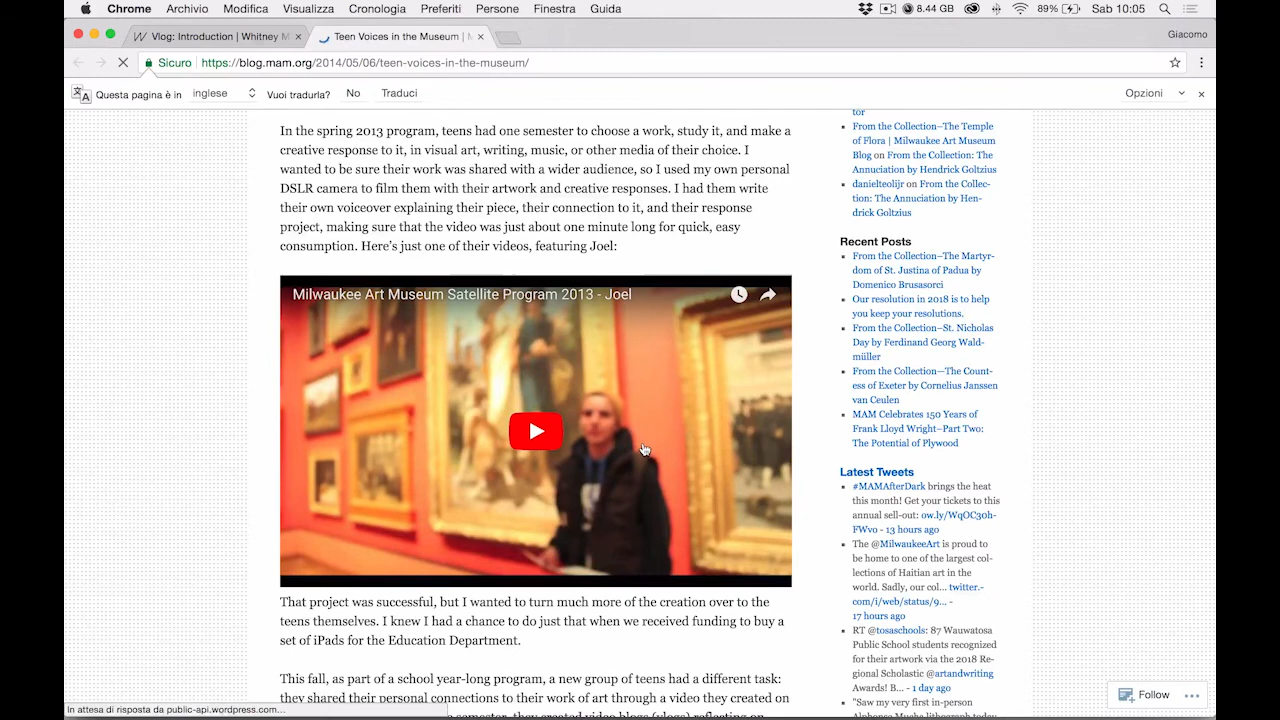 Chrome Archivio Modifica Visualizza Cronologia Preferiti Persone Finestra Guida 8.44 GB 89% Sab 10:05
Vlog: Introduction | Whitney M Teen Voices in the Museum | M Giacomo
Sicuro https://blog.mam.org/2014/05/06/teen-voices-in-the-museum/
Questa pagina è in inglese Vuoi tradurla? No Traduci Opzioni
In the spring 2013 program, teens had one semester to choose a work, study it, and make a
creative response to it, in visual art, writing, music, or other media of their choice. I
wanted to be sure their work was shared with a wider audience, so I used my own personal
DSLR camera to film them with their artwork and creative responses. I had them write
their own voiceover explaining their piece, their connection to it, and their response
project, making sure that the video was just about one minute long for quick, easy
consumption. Here's just one of their videos, featuring Joel:
Milwaukee Art Museum Satellite Program 2013 - Joel
That project was successful, but I wanted to turn much more of the creation over to the
teens themselves. I knew I had a chance to do just that when we received funding to buy a
set of iPads for the Education Department.
This fall, as part of a school year-long program, a new group of teens had a different task:
they shared their personal connections to their work of art through a video they created on
semester, they created video blogs (vlogs) reflecting on
tor
From the Collection–The Temple
of Flora | Milwaukee Art Museum
Blog on From the Collection: The
Annuciation by Hendrick Goltzius
danielteolijr on From the Collec-
tion: The Annuciation by Hen-
drick Goltzius
Recent Posts
From the Collection–The Martyr-
dom of St. Justina of Padua by
Domenico Brusasorci
Our resolution in 2018 is to help
you keep your resolutions.
From the Collection–St. Nicholas
Day by Ferdinand Georg Wald-
müller
From the Collection—The Count-
ess of Exeter by Cornelius Janssen
van Ceulen
MAM Celebrates 150 Years of
Frank Lloyd Wright–Part Two:
The Potential of Plywood
Latest Tweets
#MAMAfterDark brings the heat
this month! Get your tickets to this
annual sell-out: ow.ly/WqOC30h-
FWvo - 13 hours ago
The @MilwaukeeArt is proud to
be home to one of the largest col-
lections of Haitian art in the
world. Sadly, our col... twitter.-
com/i/web/status/9... -
17 hours ago
RT @tosaschools: 87 Wauwatosa
Public School students recognized
for their artwork via the 2018 Re-
gional Scholastic @artandwriting
Awards! B... - 1 day ago
"Saw my very first in-person
Alphonse Mucha lithograph today
Follow
In attesa di risposta da public-api.wordpress.com...